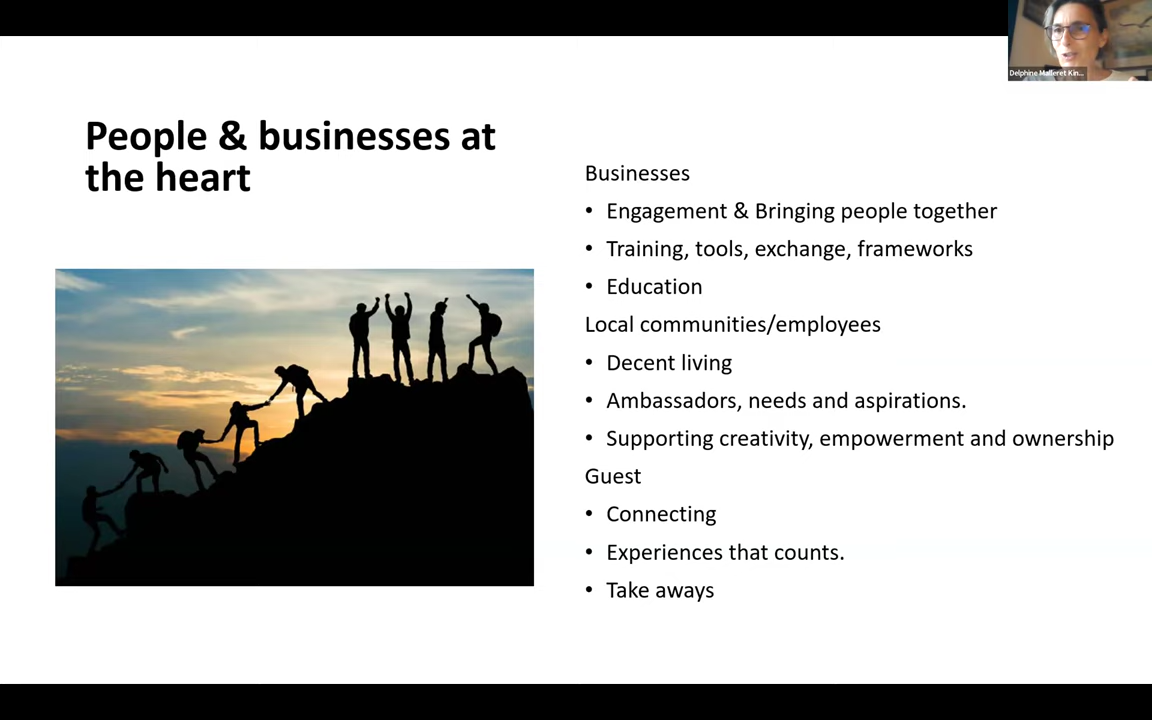 Delphine Malleret Kin...
People & businesses at
the heart
Businesses
• Engagement & Bringing people together
• Training, tools, exchange, frameworks
• Education
Local communities/employees
• Decent living
• Ambassadors, needs and aspirations.
• Supporting creativity, empowerment and ownership
Guest
• Connecting
• Experiences that counts.
• Take aways